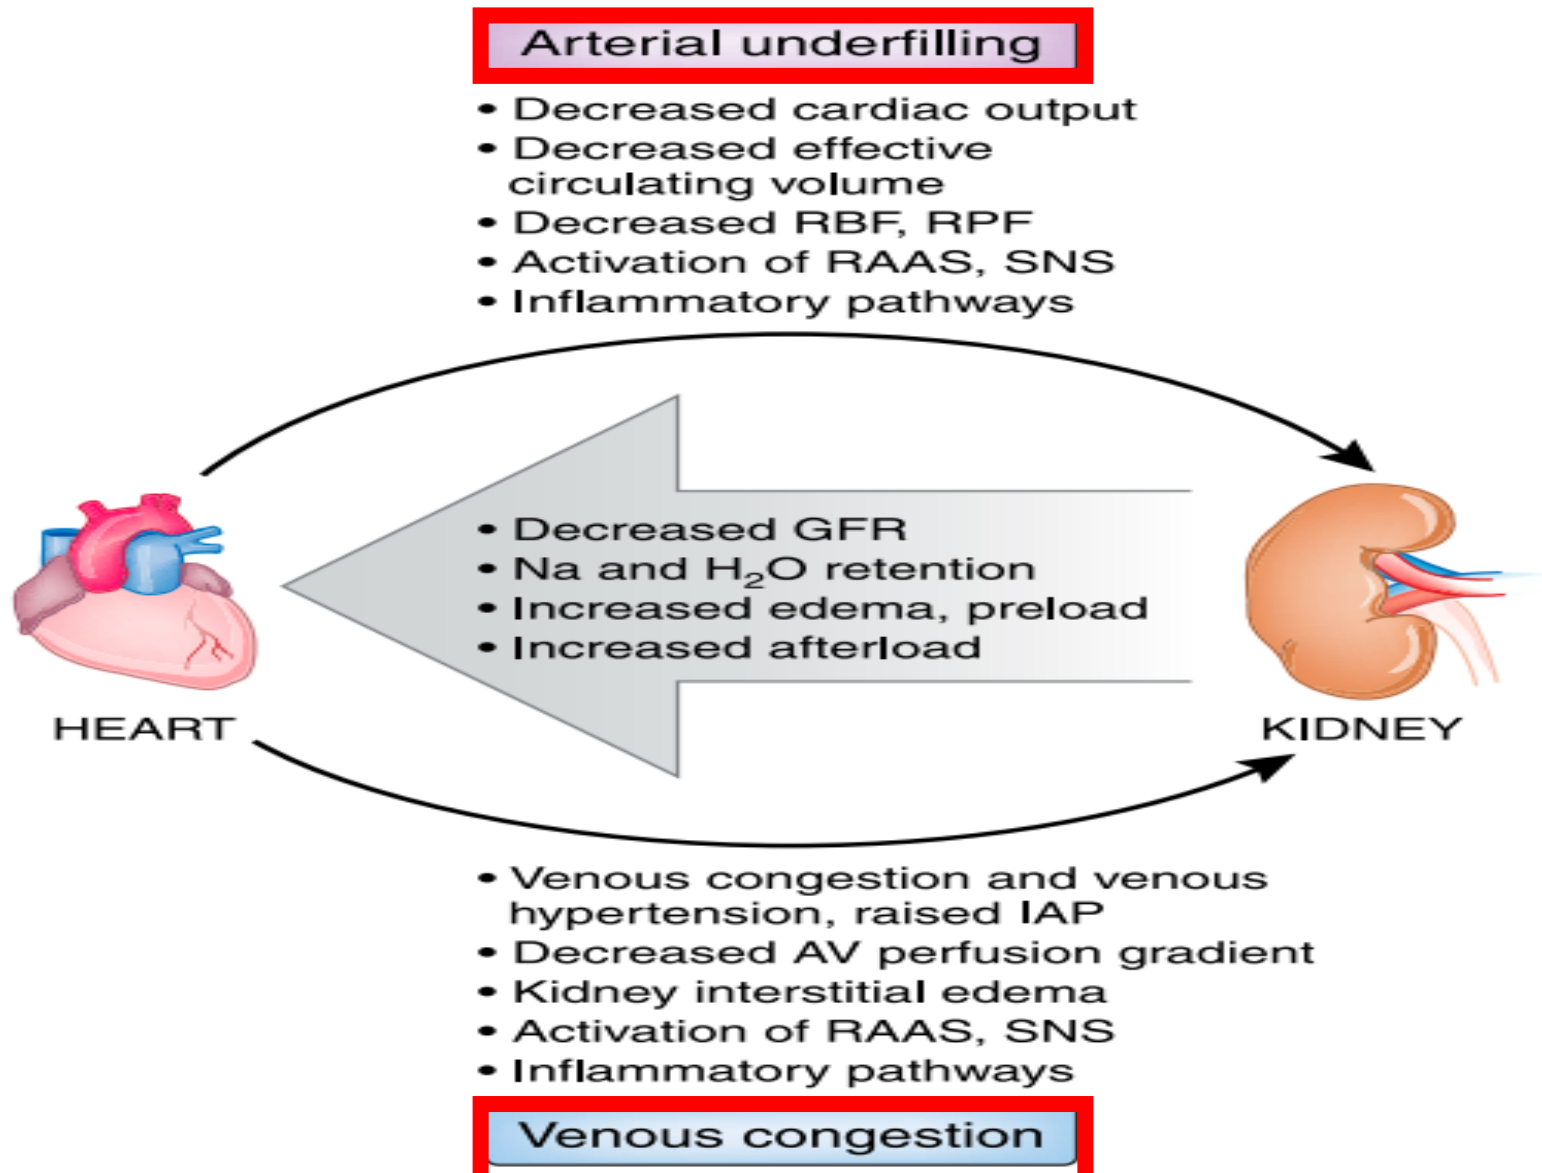 Arterial underfilling
• Decreased cardiac output
• Decreased effective
circulating volume
• Decreased RBF, RPF
• Activation of RAAS, SNS
• Inflammatory pathways
• Decreased GFR
• Na and H₂O retention
• Increased edema, preload
• Increased afterload
HEART
KIDNEY
• Venous congestion and venous
hypertension, raised IAP
• Decreased AV perfusion gradient
• Kidney interstitial edema
• Activation of RAAS, SNS
• Inflammatory pathways
Venous congestion